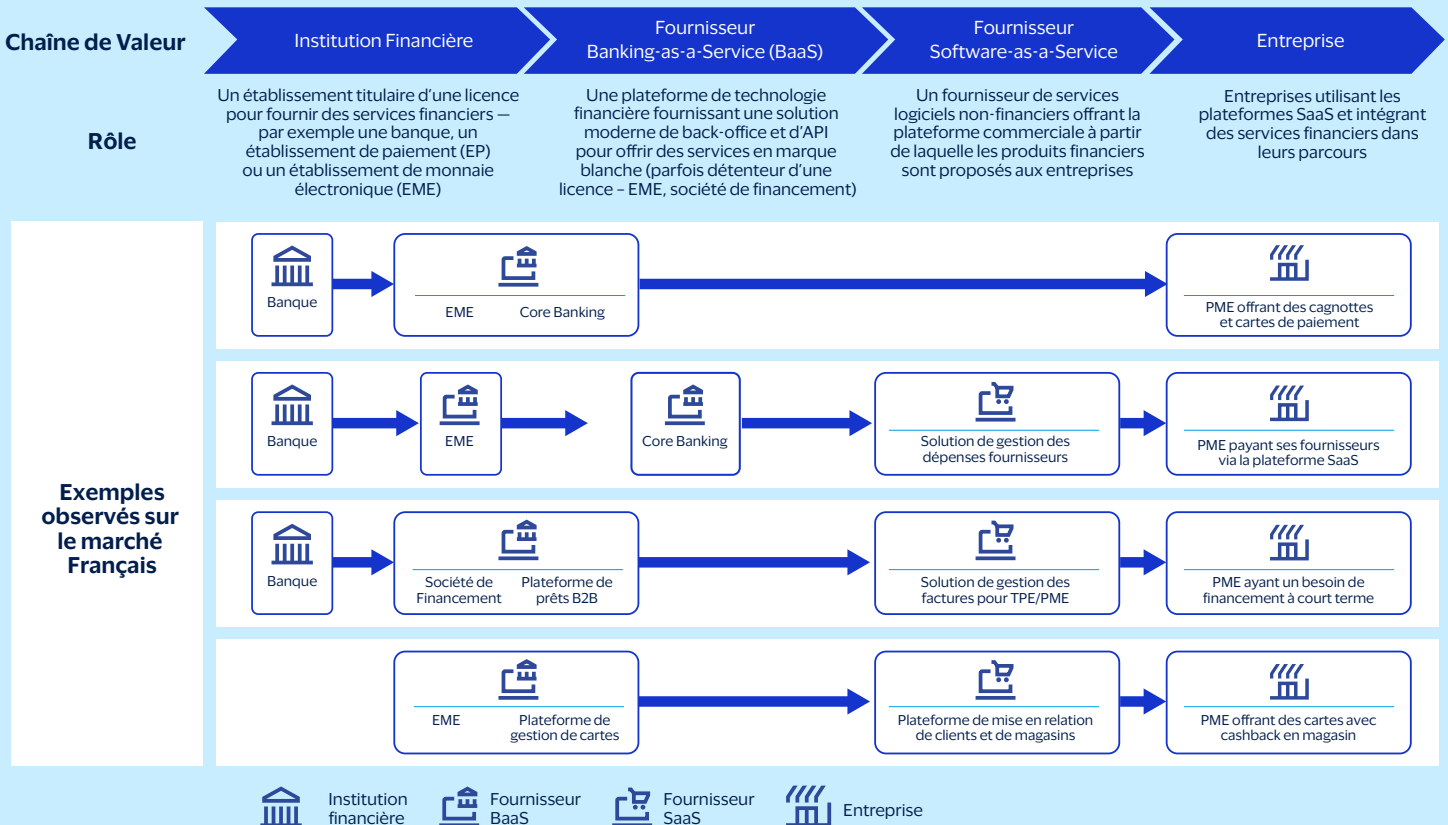 Chaîne de Valeur
Institution Financière
Fournisseur
Banking-as-a-Service (BaaS)
Fournisseur
Software-as-a-Service
Entreprise
Rôle
Un établissement titulaire d’une licence
pour fournir des services financiers —
par exemple une banque, un
établissement de paiement (EP)
ou un établissement de monnaie
électronique (EME)
Une plateforme de technologie
financière fournissant une solution
moderne de back-office et d’API
pour offrir des services en marque
blanche (parfois détenteur d’une
licence – EME, société de financement)
Un fournisseur de services
logiciels non-financiers offrant la
plateforme commerciale à partir
de laquelle les produits financiers
sont proposés aux entreprises
Entreprises utilisant les
plateformes SaaS et intégrant
des services financiers dans
leurs parcours
Exemples
observés sur
le marché
Français
Banque
EME
Core Banking
PME offrant des cagnottes
et cartes de paiement
Banque
EME
Core Banking
Solution de gestion des
dépenses fournisseurs
PME payant ses fournisseurs
via la plateforme SaaS
Banque
Société de
Financement
Plateforme de
prêts B2B
Solution de gestion des
factures pour TPE/PME
PME ayant un besoin de
financement à court terme
EME
Plateforme de
gestion de cartes
Plateforme de mise en relation
de clients et de magasins
PME offrant des cartes avec
cashback en magasin
Institution
financière
Fournisseur
BaaS
Fournisseur
SaaS
Entreprise